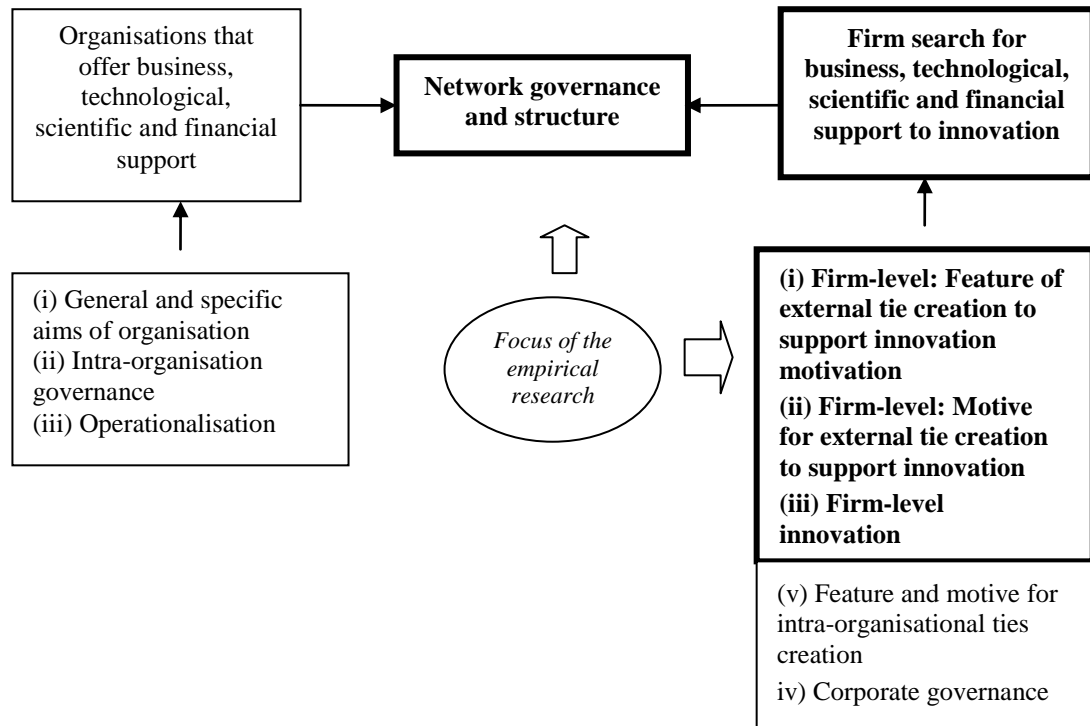 Organisations that
offer business,
technological,
scientific and financial
support
Network governance
and structure
Firm search for
business, technological,
scientific and financial
support to innovation
(i) General and specific
aims of organisation
(ii) Intra-organisation
governance
(iii) Operationalisation
Focus of the
empirical
research
(i) Firm-level: Feature of
external tie creation to
support innovation
motivation
(ii) Firm-level: Motive
for external tie creation
to support innovation
(iii) Firm-level
innovation
(v) Feature and motive for
intra-organisational ties
creation
iv) Corporate governance